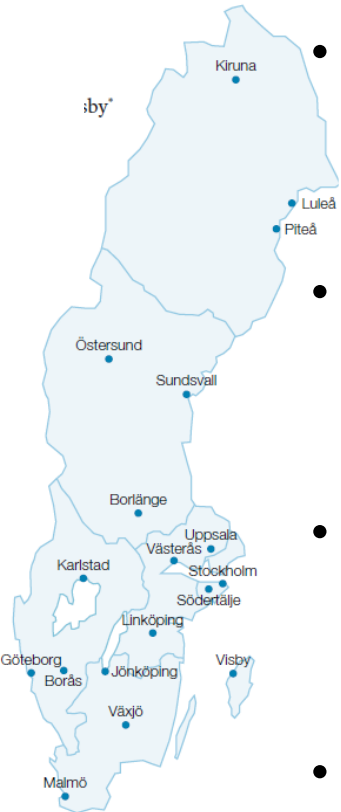 Kiruna
sby*
Luleå
Piteå
Östersund
Sundsvall
Borlänge
Uppsala
Västerås
Karlstad
Stockholm
Södertälje
Linköping
Göteborg
Borås
Jönköping
Visby
Växjö
Malmö